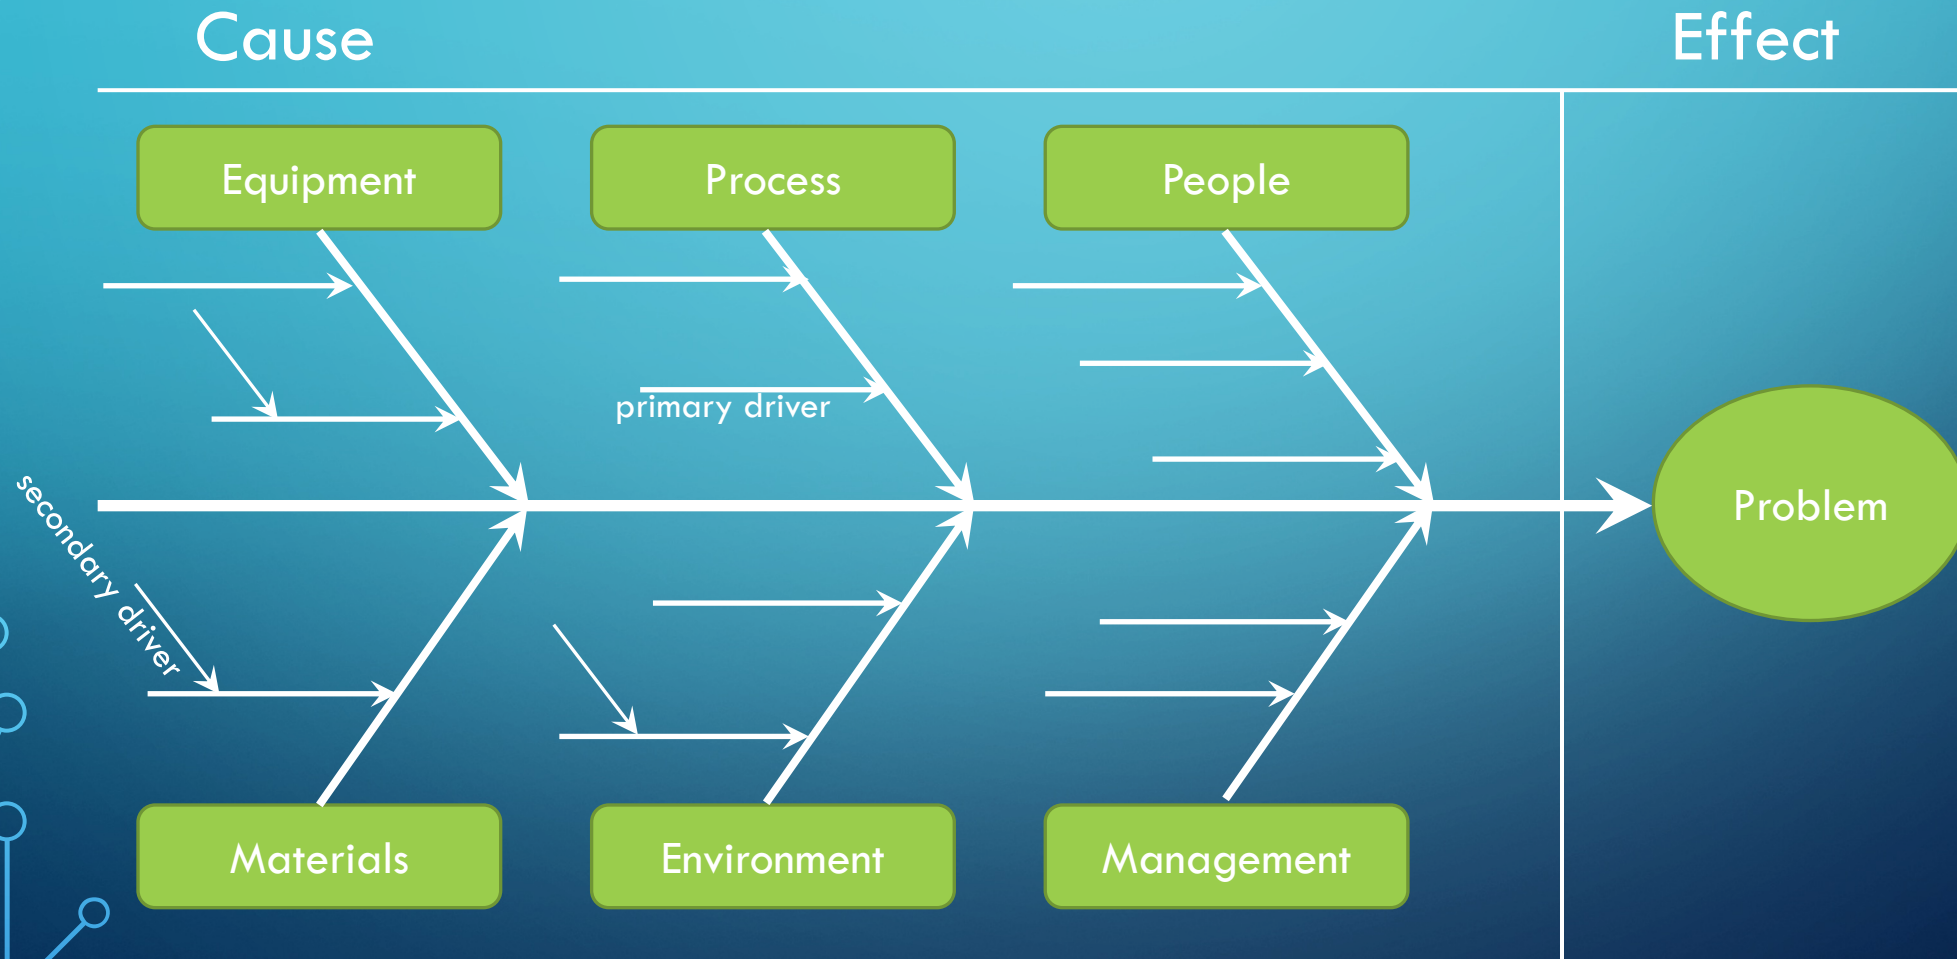 Cause
Effect
Equipment
Process
People
primary driver
secondary driver
Problem
Materials
Environment
Management